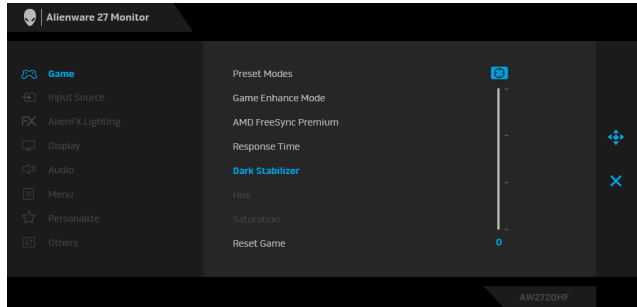 Alienware 27 Monitor
Game
Input Source
AlienFX Lighting
Display
Audio
Menu
Personalize
Others
Preset Modes
Game Enhance Mode
AMD FreeSync Premium
Response Time
Dark Stabilizer
Hue
Saturation
Reset Game
0
AW2720HF